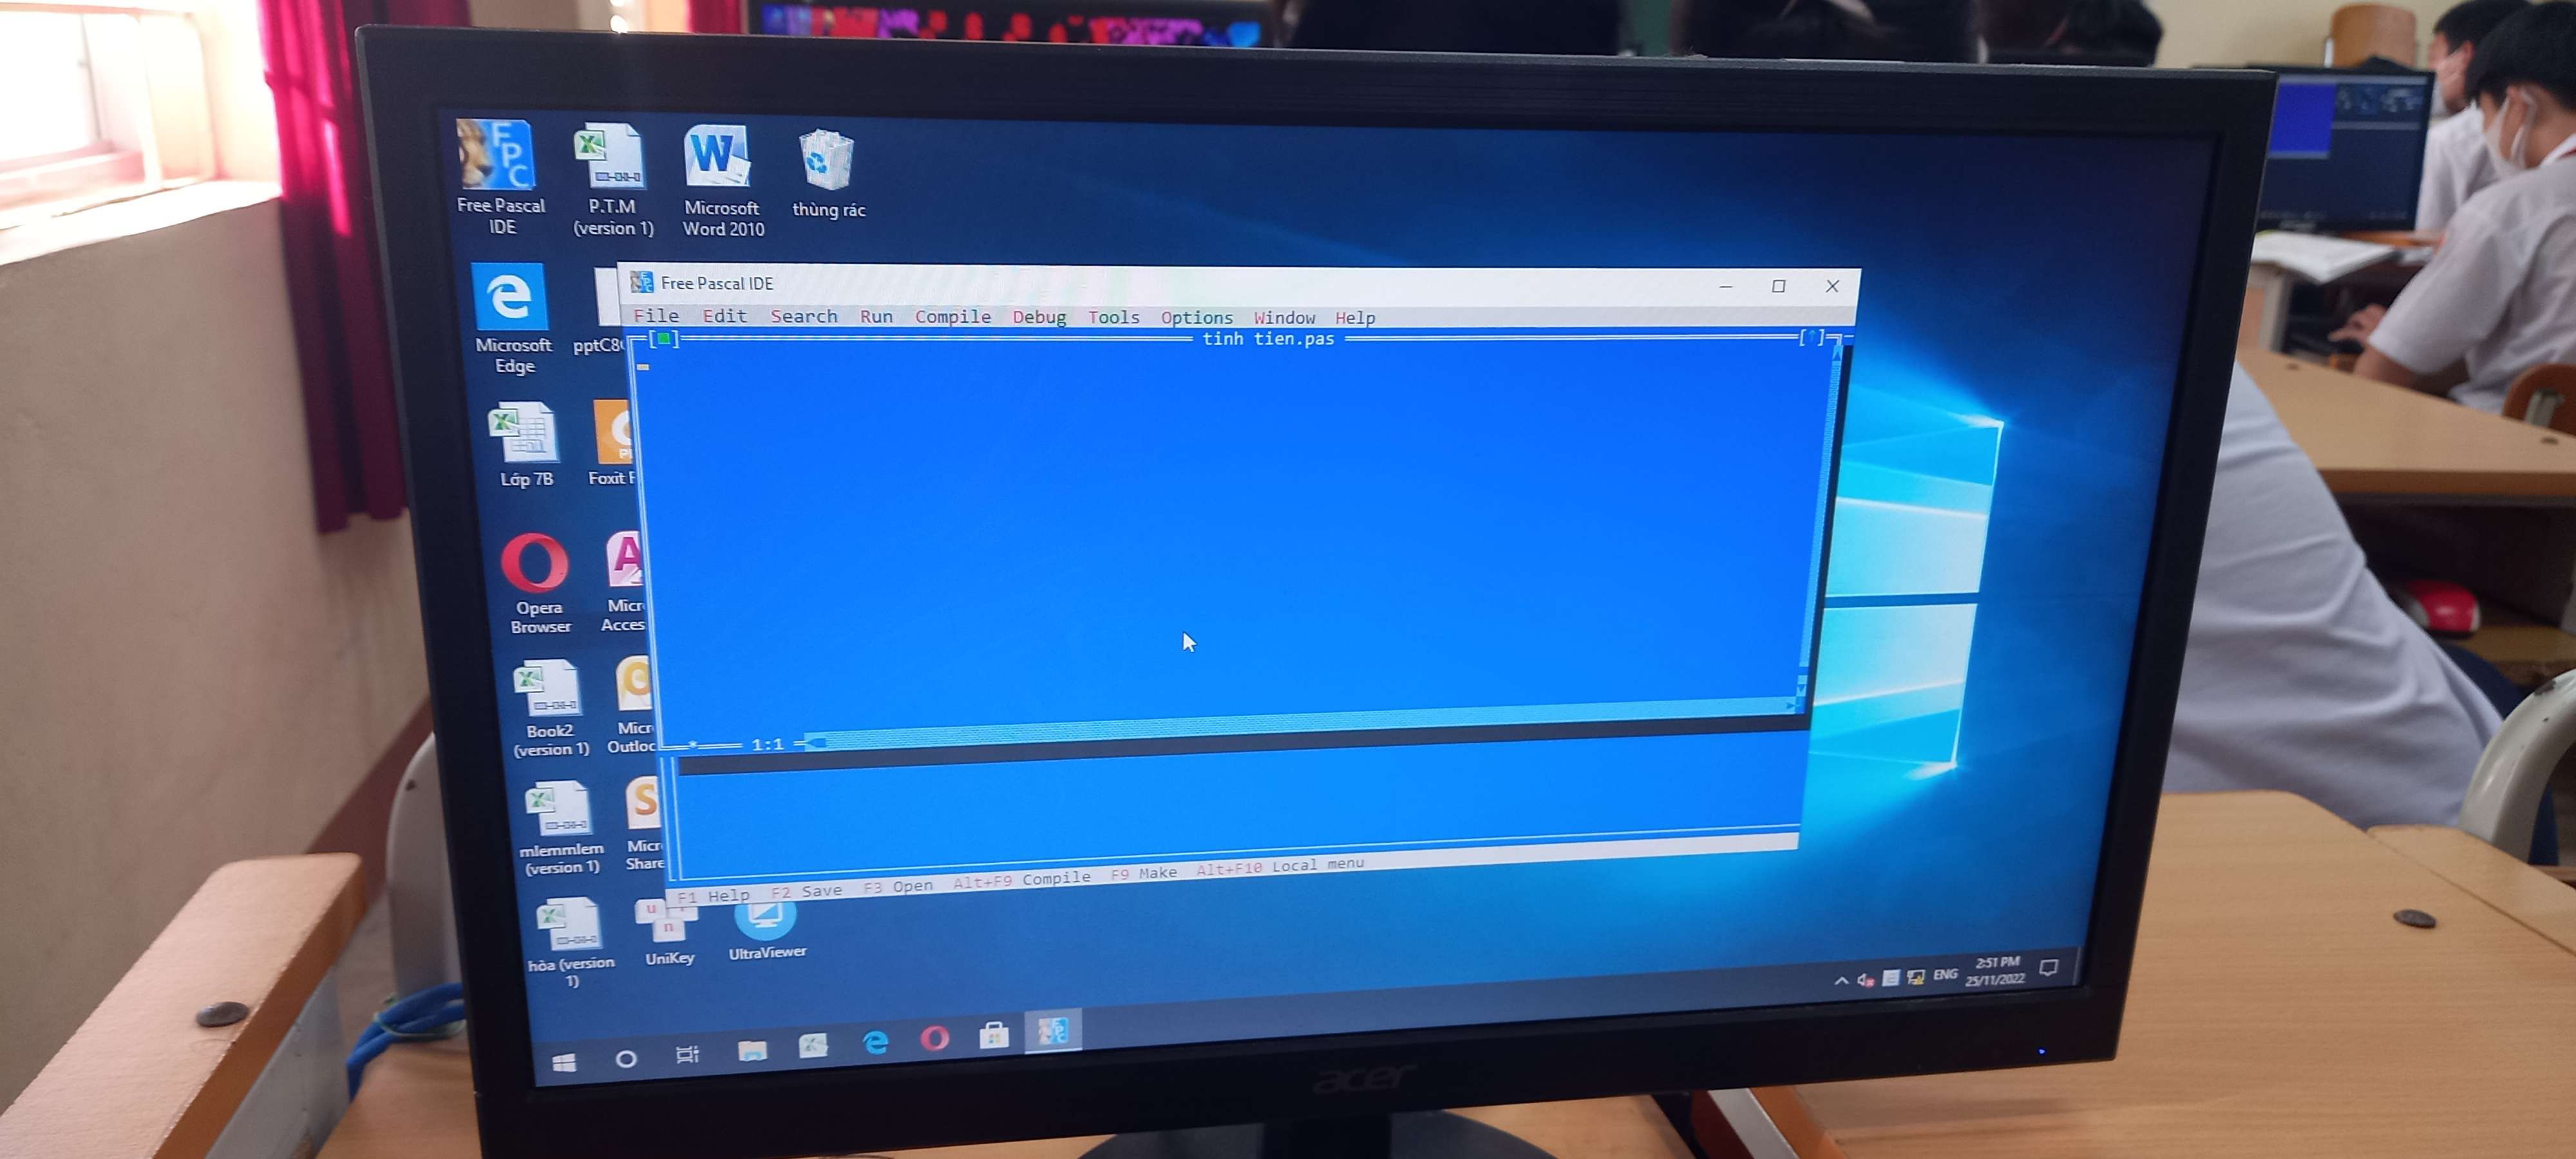 Free Pascal
IDE
P.T.M
(version 1)
Microsoft
Word 2010
thùng rác
Microsoft
Edge
pptC8
Lớp 7B
Foxit
Opera
Browser
Micr
Acces
Book2
(version 1)
Micr
Outloo
mlemmlem
(version 1)
Micr
Share
hòa (version
1)
UniKey
UltraViewer
Free Pascal IDE
File Edit Search Run Compile Debug Tools Options Window Help
[■] tinh tien.pas [↑]
* 1:1
F1 Help F2 Save F3 Open Alt+F9 Compile F9 Make Alt+F10 Local menu
ENG
2:51 PM
25/11/2022
acer